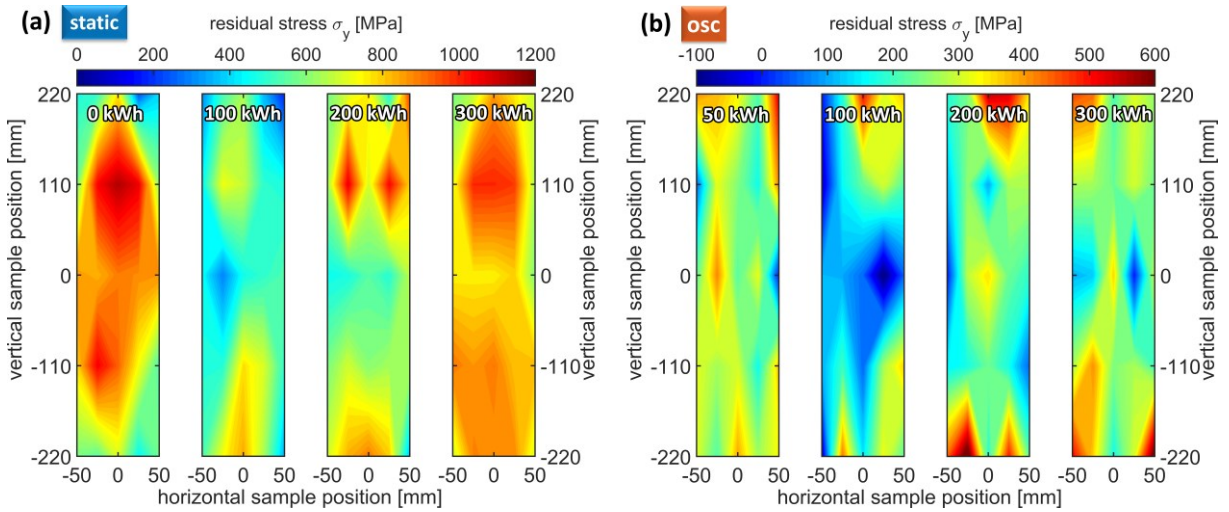 (a) static
residual stress σy [MPa]
0 200 400 600 800 1000 1200
220
110
0
-110
-220
vertical sample position [mm]
0 kWh 100 kWh 200 kWh 300 kWh
220
110
0
-110
-220
vertical sample position [mm]
-50 0 50 -50 0 50 -50 0 50 -50 0 50
horizontal sample position [mm]
(b) osc
residual stress σy [MPa]
-100 0 100 200 300 400 500 600
220
110
0
-110
-220
vertical sample position [mm]
50 kWh 100 kWh 200 kWh 300 kWh
220
110
0
-110
-220
vertical sample position [mm]
-50 0 50 -50 0 50 -50 0 50 -50 0 50
horizontal sample position [mm]